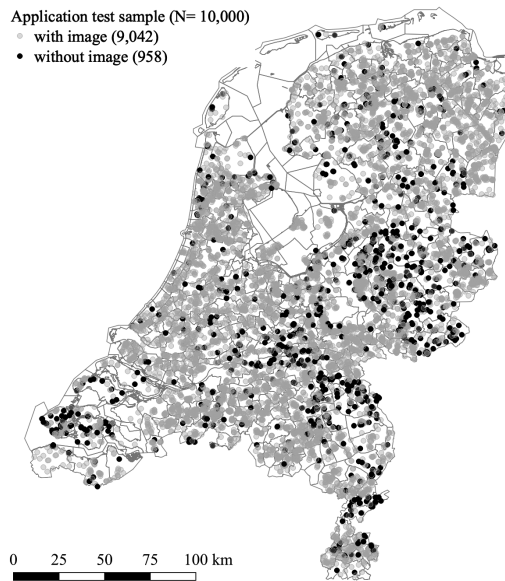 Application test sample (N= 10,000)
with image (9,042)
without image (958)
0 25 50 75 100 km